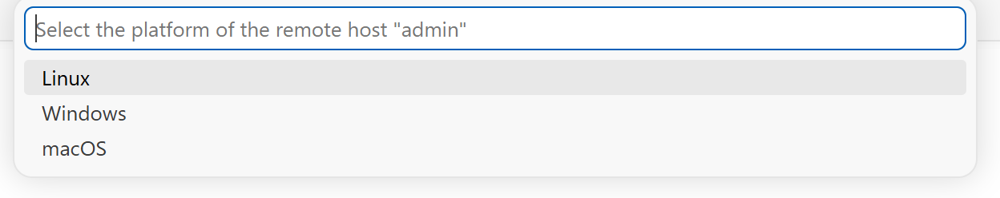 Select the platform of the remote host "admin"
Linux
Windows
macOS